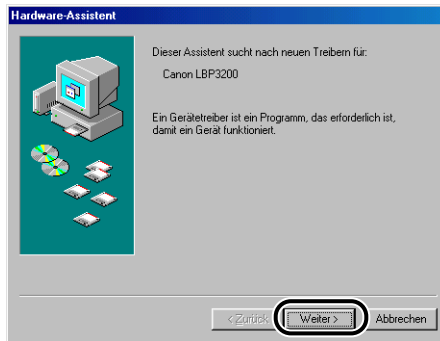 Hardware-Assistent
Dieser Assistent sucht nach neuen Treibern für:
Canon LBP3200
Ein Gerätetreiber ist ein Programm, das erforderlich ist,
damit ein Gerät funktioniert.
< Zurück Weiter > Abbrechen